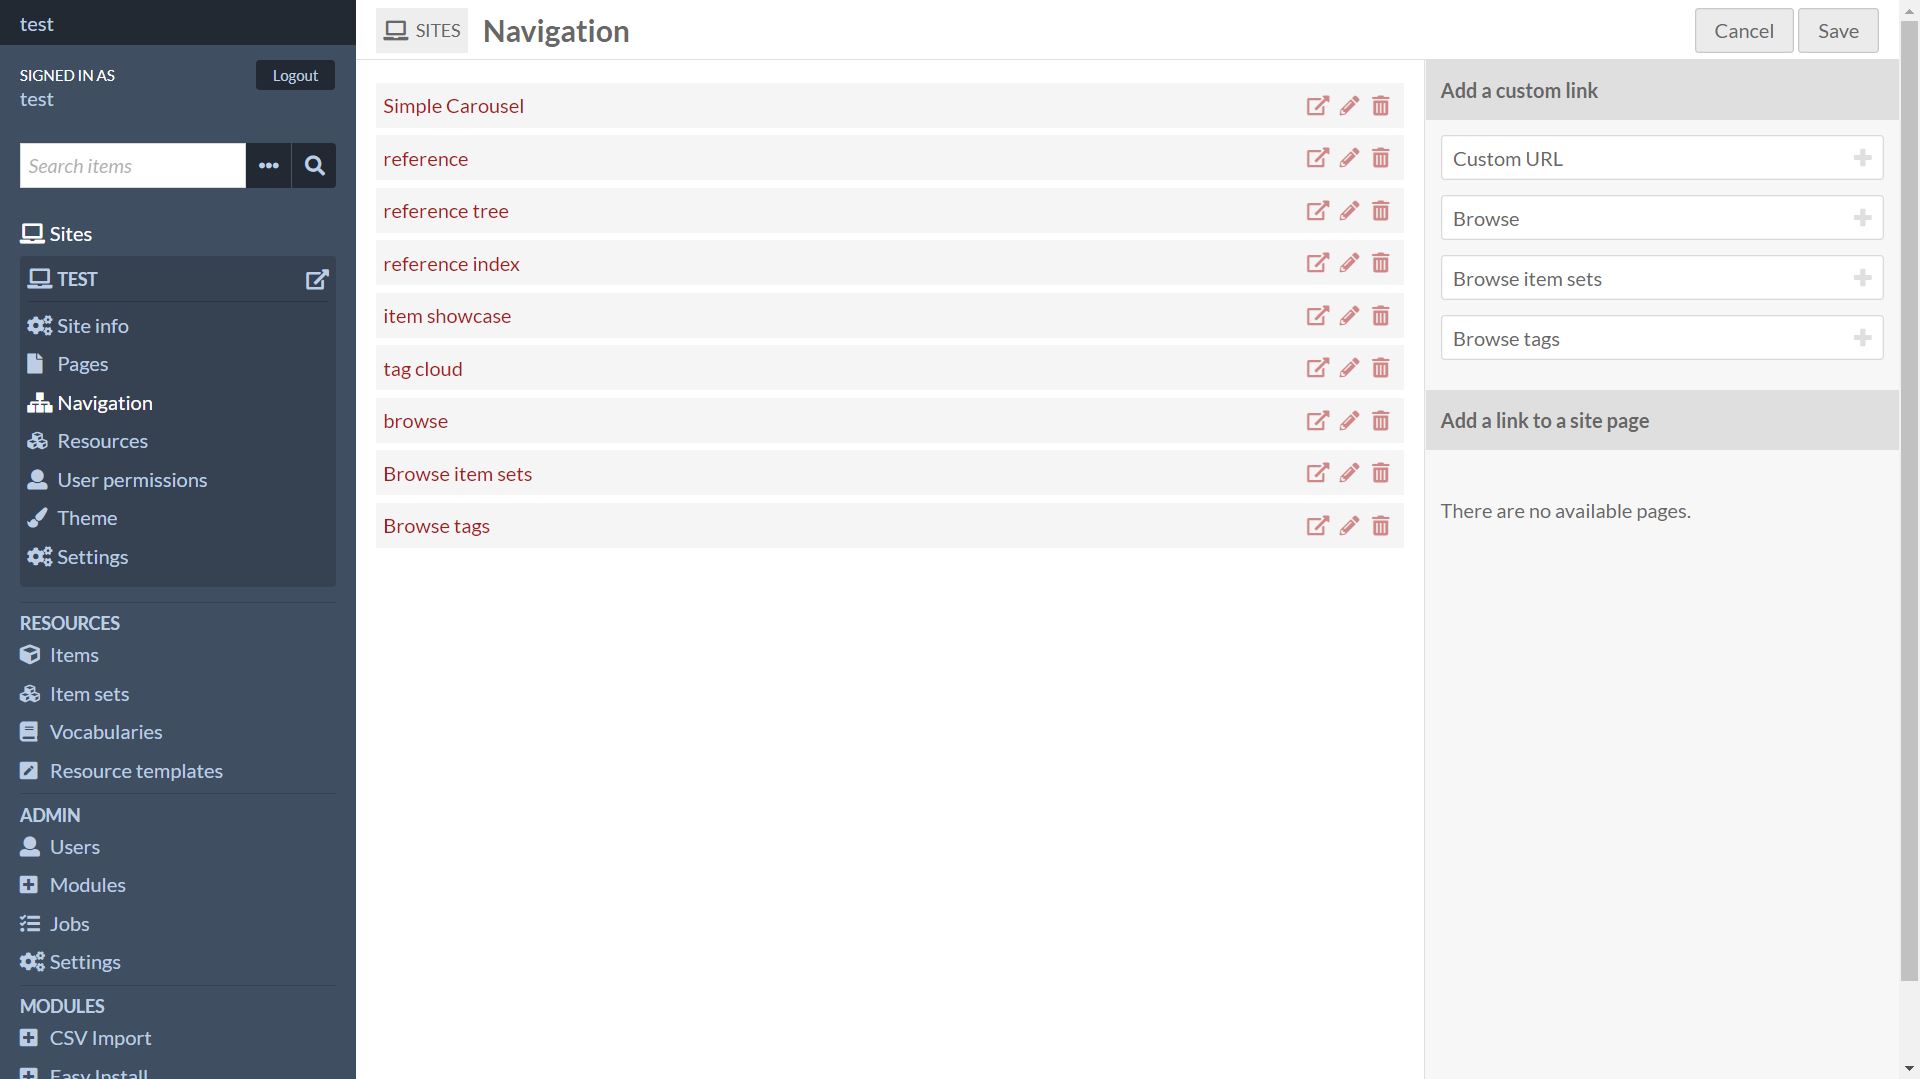 test
SIGNED IN AS
Logout
test
Search items
Sites
TEST
Site info
Pages
Navigation
Resources
User permissions
Theme
Settings
RESOURCES
Items
Item sets
Vocabularies
Resource templates
ADMIN
Users
Modules
Jobs
Settings
MODULES
CSV Import
Easy Install
SITES
Navigation
Cancel
Save
Simple Carousel
reference
reference tree
reference index
item showcase
tag cloud
browse
Browse item sets
Browse tags
Add a custom link
Custom URL
Browse
Browse item sets
Browse tags
Add a link to a site page
There are no available pages.